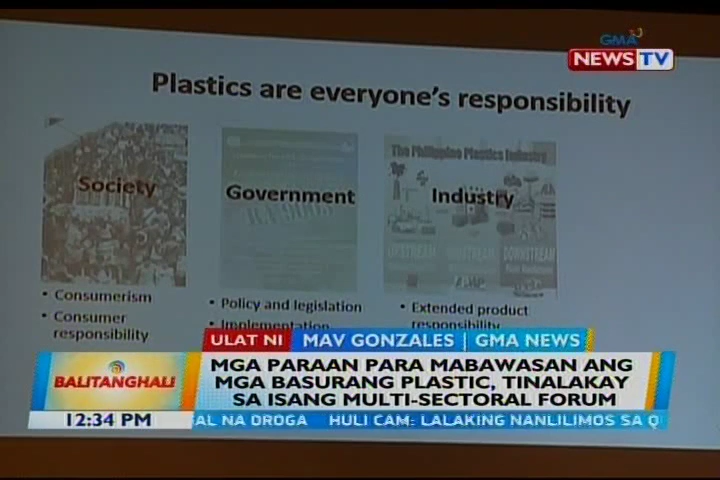 GMA
NEWS TV
Plastics are everyone's responsibility
Society
Government
The Philippine Plastics Industry
Industry
UPSTREAM
DOWNSTREAM
• Consumerism
• Consumer
responsibility
• Policy and legislation
• Implementation
• Extended product
responsibility
ULAT NI MAV GONZALES | GMA NEWS
BALITANGHALI
MGA PARAAN PARA MABAWASAN ANG
MGA BASURANG PLASTIC, TINALAKAY
SA ISANG MULTI-SECTORAL FORUM
12:34 PM
AL NA DROGA HULI CAM: LALAKING NANLILIMOS SA